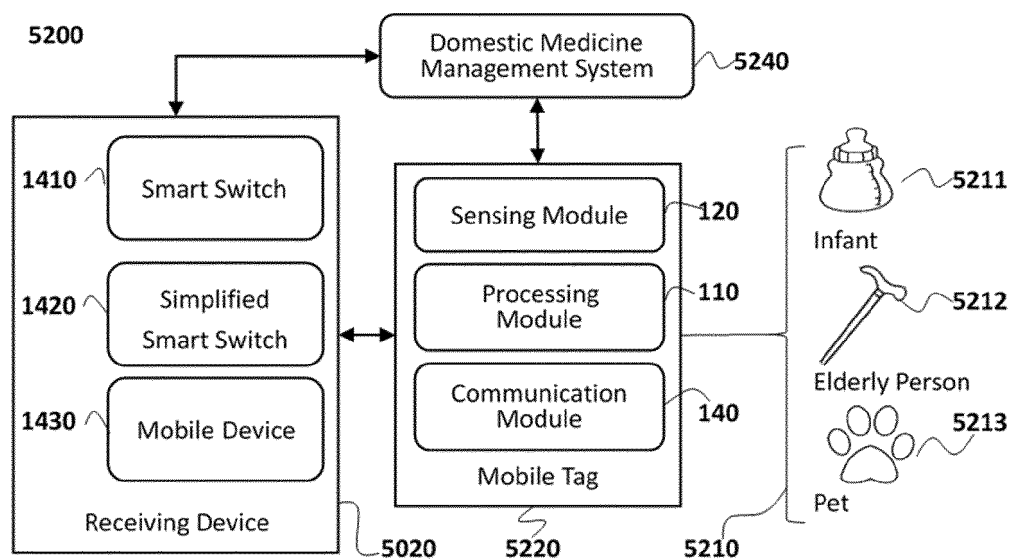 5200
Domestic Medicine
Management System
5240
1410
Smart Switch
1420
Simplified
Smart Switch
1430
Mobile Device
Receiving Device
5020
Sensing Module
120
Processing
Module
110
Communication
Module
140
Mobile Tag
5220
5210
5211
Infant
5212
Elderly Person
5213
Pet